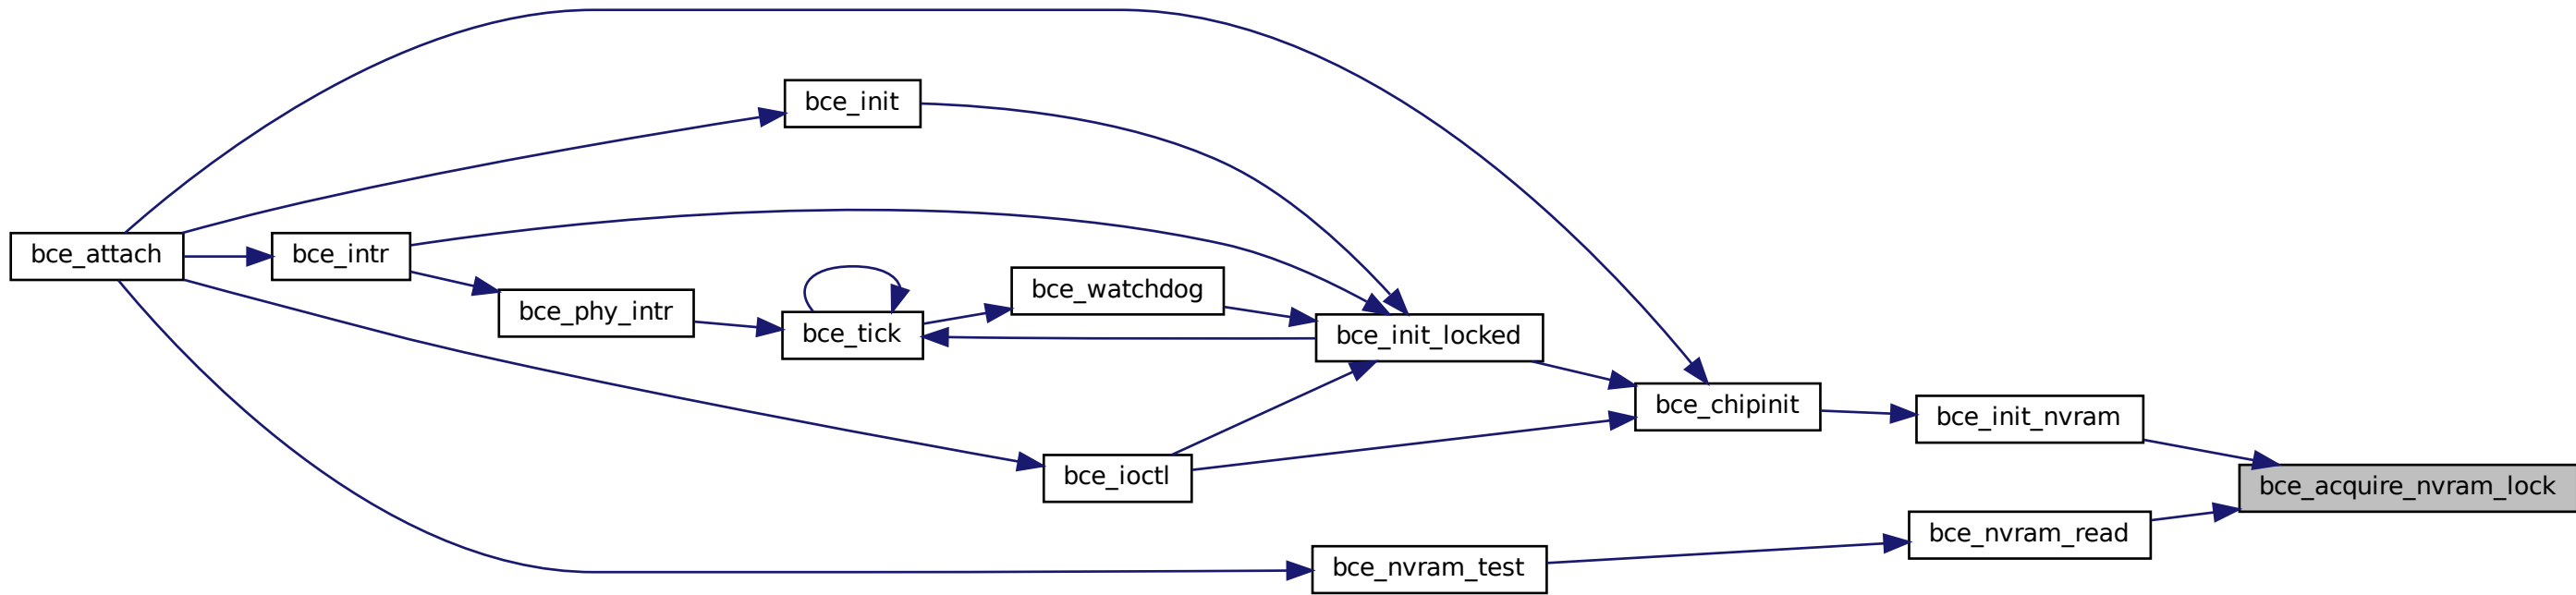 bce_init
bce_attach
bce_intr
bce_phy_intr
bce_tick
bce_watchdog
bce_init_locked
bce_ioctl
bce_chipinit
bce_init_nvram
bce_acquire_nvram_lock
bce_nvram_read
bce_nvram_test